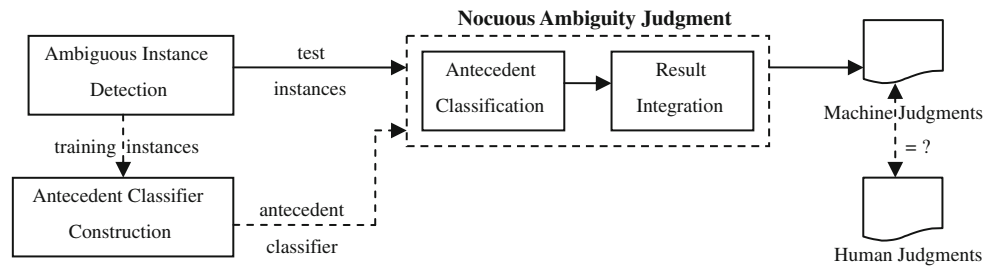 Nocuous Ambiguity Judgment
Ambiguous Instance
Detection
test
instances
Antecedent
Classification
Result
Integration
Machine Judgments
= ?
training instances
Antecedent Classifier
Construction
antecedent
classifier
Human Judgments